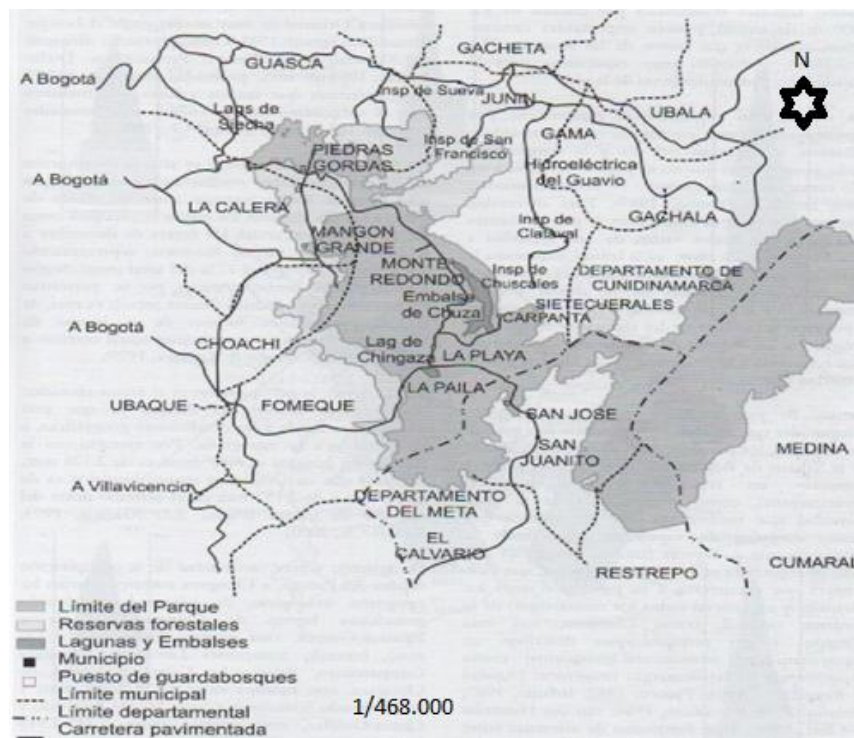 GUASCA
GACHETA
N
A Bogotá
Insp de Sueva
JUNIN
UBALA
Lags de
Siecha
PIEDRAS
GORDAS
Insp de San
Francisco
GAMA
Hidroeléctrica
del Guavio
A Bogotá
LA CALERA
GACHALA
MANGON
GRANDE
Insp de
Claraval
MONTE
REDONDO
Insp de
Chuscales
DEPARTAMENTO DE
CUNIDINAMARCA
Embalse
de Chuza
SIETECUERALES
CARPANTA
A Bogotá
CHOACHI
Lag de
Chingaza
LA PLAYA
UBAQUE
FOMEQUE
LA PAILA
SAN JOSE
SAN
JUANITO
MEDINA
A Villavicencio
DEPARTAMENTO
DEL META
EL
CALVARIO
RESTREPO
CUMARAL
Límite del Parque
Reservas forestales
Lagunas y Embalses
Municipio
Puesto de guardabosques
Límite municipal
Límite departamental
Carretera pavimentada
1/468.000